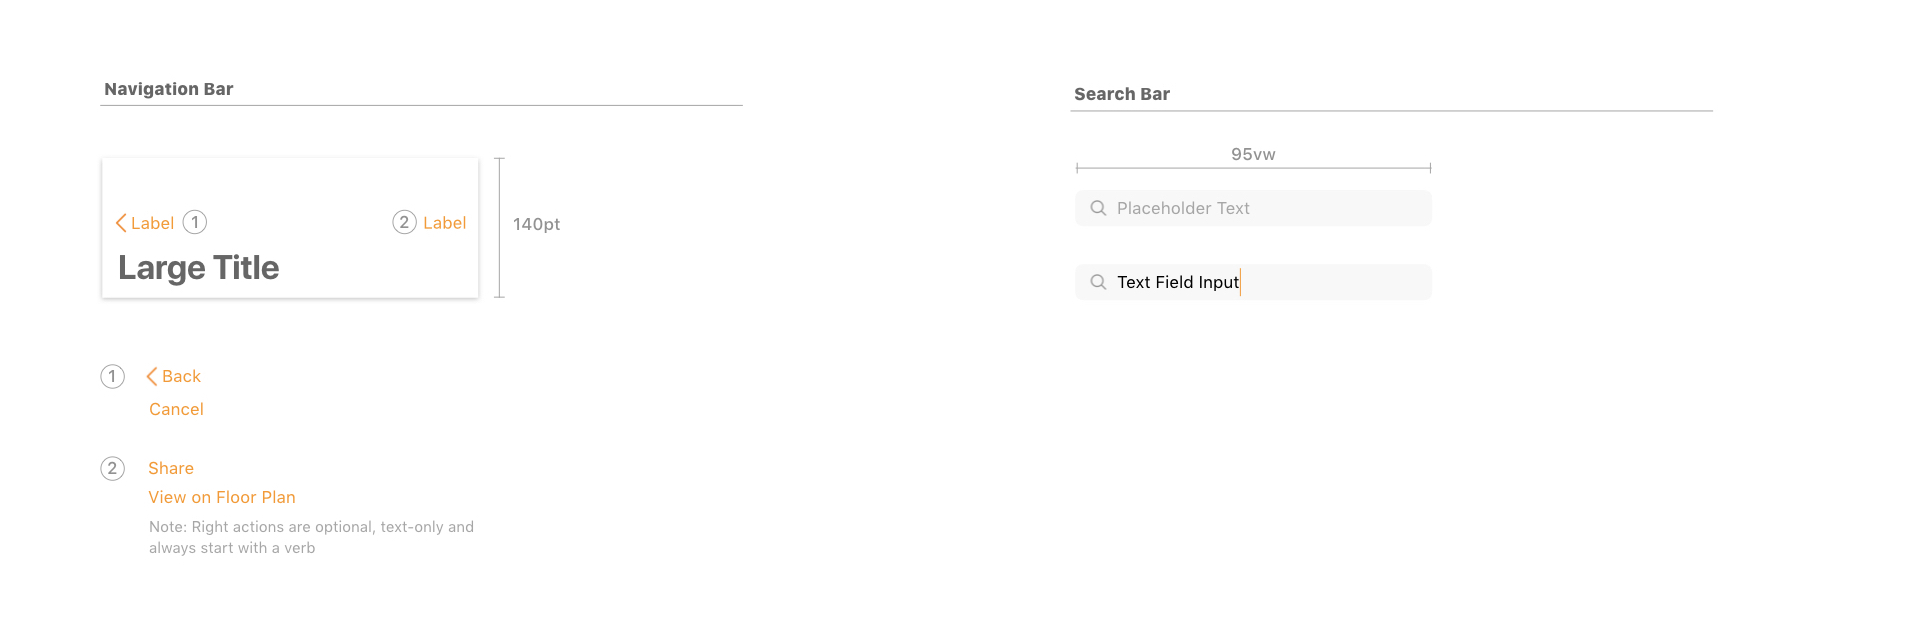 Navigation Bar
Label 1
2 Label
Large Title
140pt
1 Back
Cancel
2 Share
View on Floor Plan
Note: Right actions are optional, text-only and
always start with a verb
Search Bar
95vw
Placeholder Text
Text Field Input